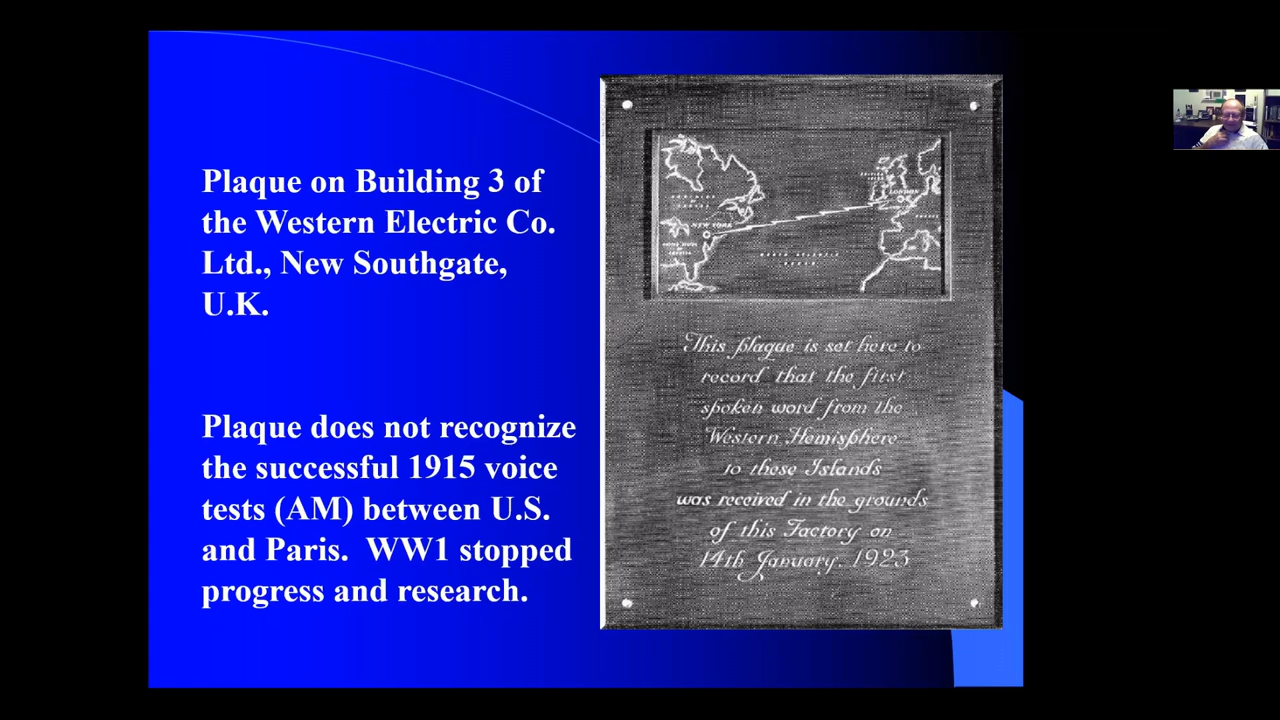 Plaque on Building 3 of
the Western Electric Co.
Ltd., New Southgate,
U.K.
Plaque does not recognize
the successful 1915 voice
tests (AM) between U.S.
and Paris.  WW1 stopped
progress and research.
NEW YORK
LONDON
This plaque is set here to
record that the first
spoken word from the
Western Hemisphere
to these Islands
was received in the grounds
of this Factory on
14th January, 1923